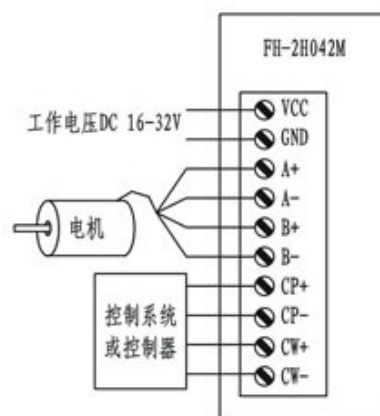 FH-2H042M
工作电压DC 16-32V
VCC
GND
A+
A-
电机
B+
B-
CP+
控制系统
或控制器
CP-
CW+
CW-